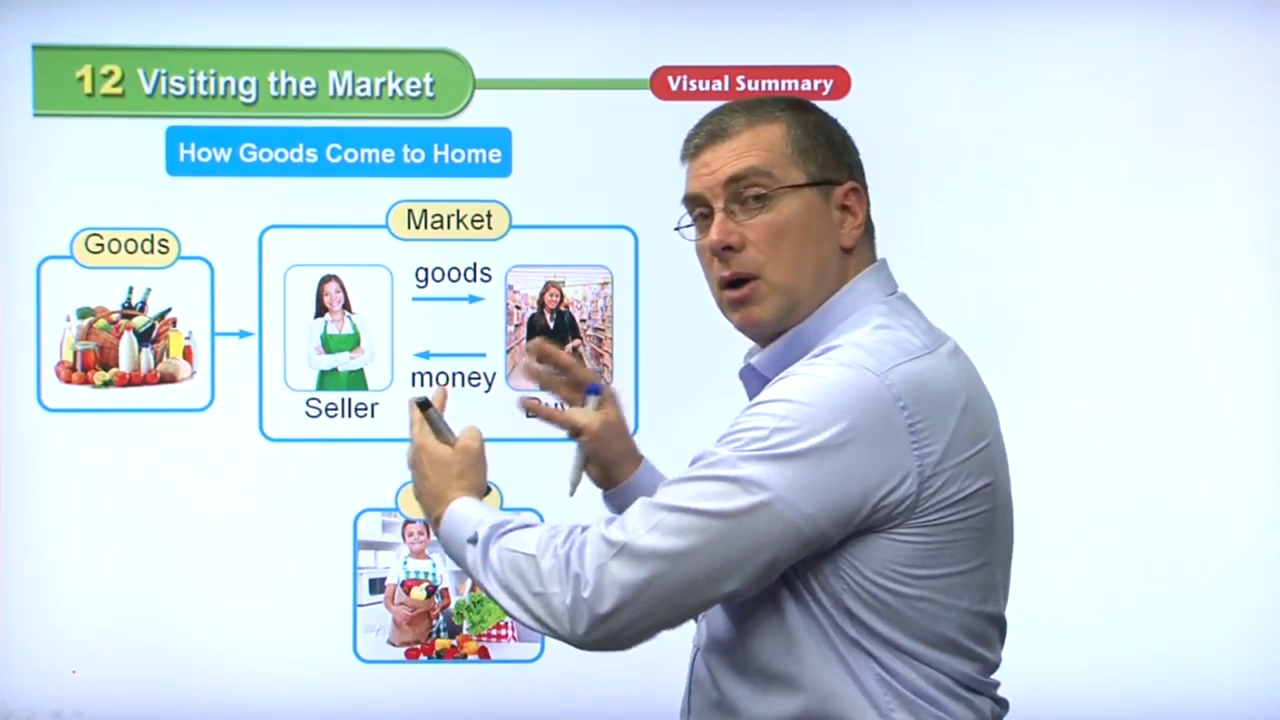 12 Visiting the Market
Visual Summary
How Goods Come to Home
Goods
Market
goods
money
Seller